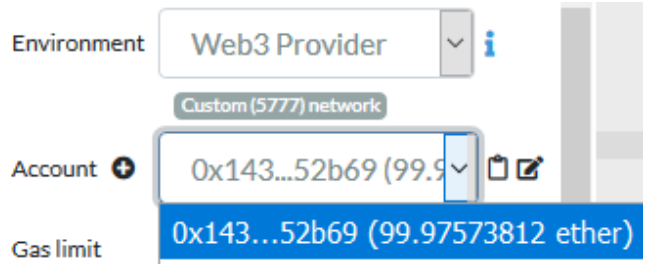 Environment Web3 Provider
Custom (5777) network
Account 0x143...52b69 (99.9
0x143...52b69 (99.97573812 ether)
Gas limit